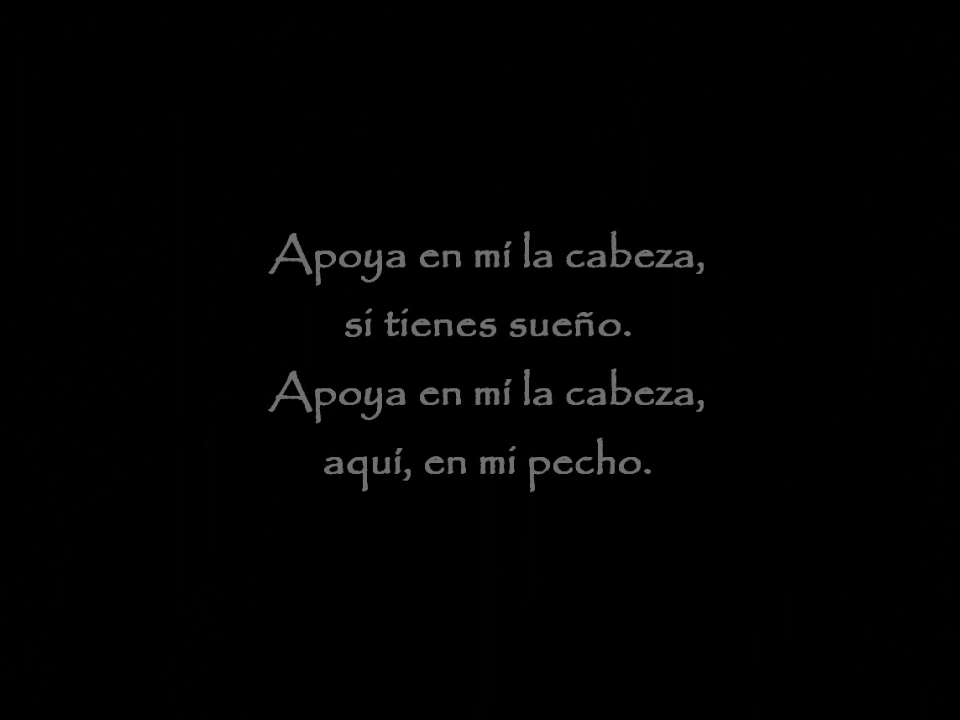 Apoya en mí la cabeza,
si tienes sueño.
Apoya en mí la cabeza,
aquí, en mi pecho.